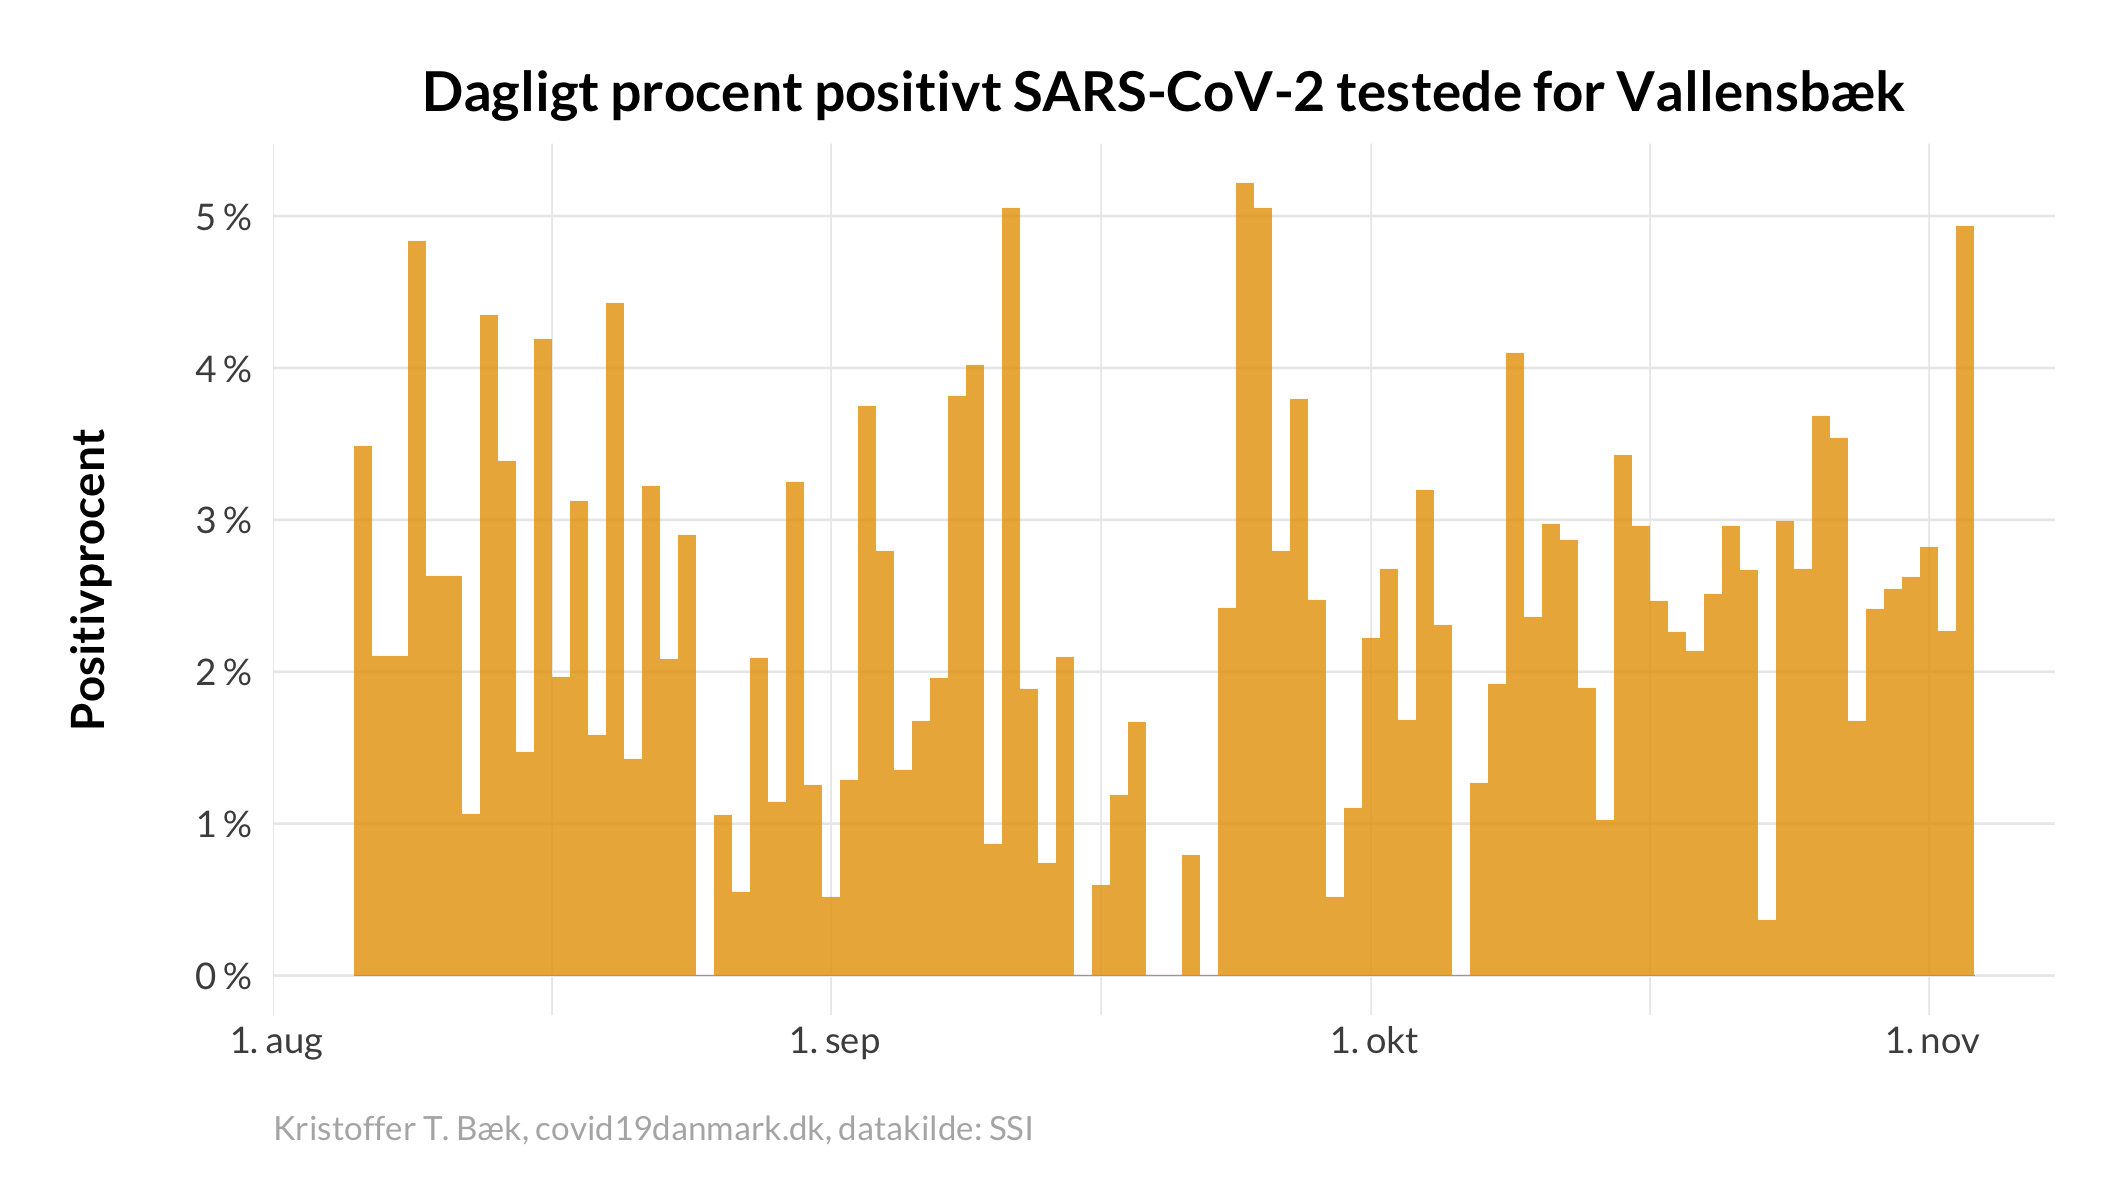 Dagligt procent positivt SARS-CoV-2 testede for Vallensbæk
Positivprocent
5 %
4 %
3 %
2 %
1 %
0 %
1. aug
1. sep
1. okt
1. nov
Kristoffer T. Bæk, covid19danmark.dk, datakilde: SSI